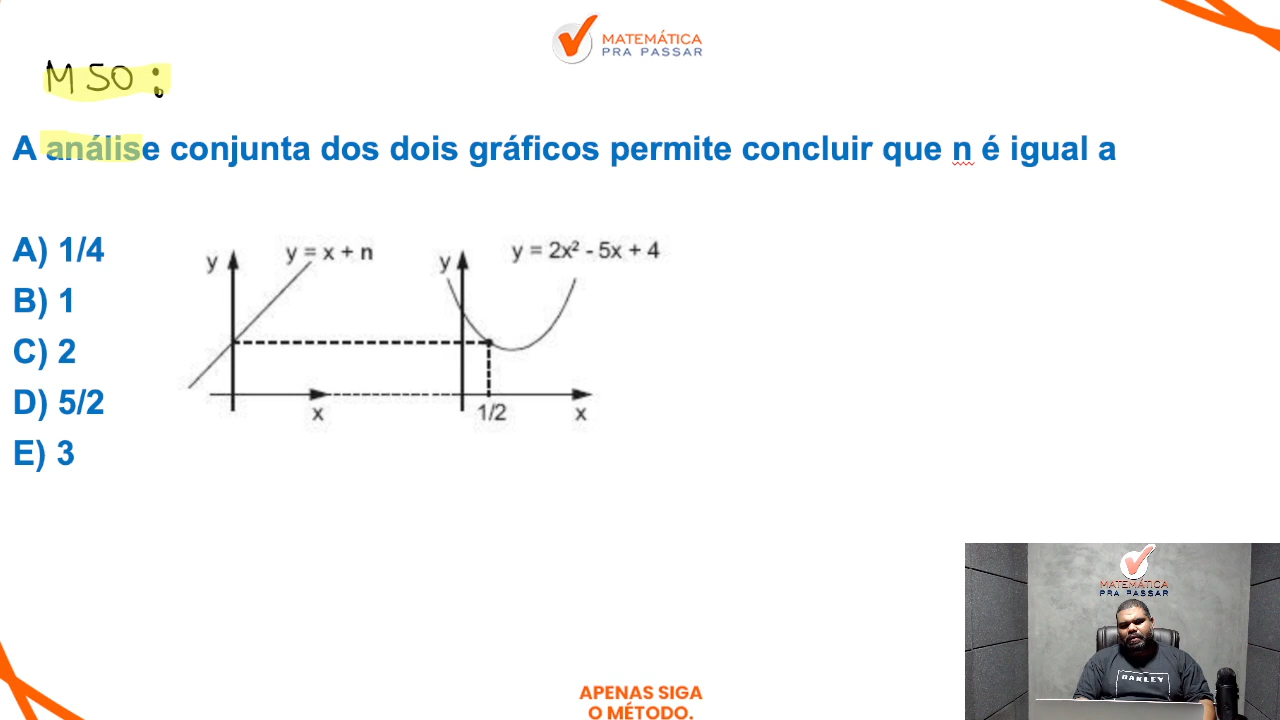 MATEMÁTICA
PRA PASSAR
M50:
A análise conjunta dos dois gráficos permite concluir que n é igual a
A) 1/4
B) 1
C) 2
D) 5/2
E) 3
y
y = x + n
x
y
y = 2x² - 5x + 4
1/2
x
MATEMÁTICA
PRA PASSAR
OAKLEY
APENAS SIGA
O MÉTODO.